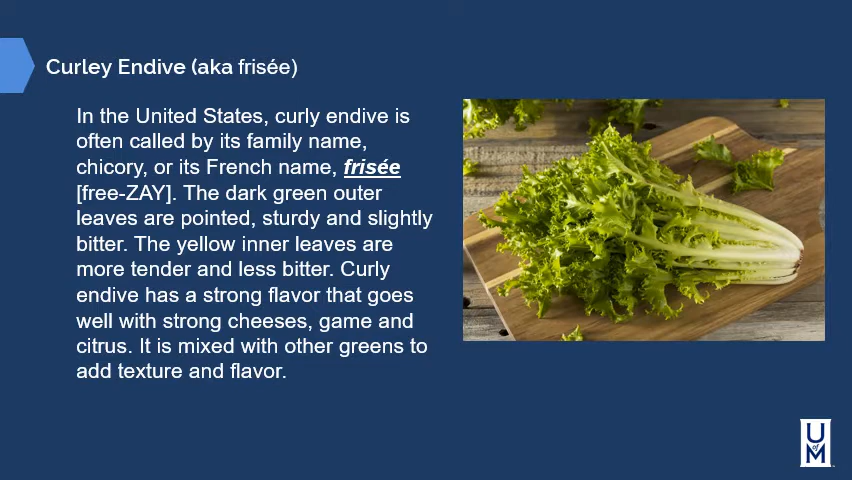 Curley Endive (aka frisée)
In the United States, curly endive is
often called by its family name,
chicory, or its French name, frisée
[free-ZAY]. The dark green outer
leaves are pointed, sturdy and slightly
bitter. The yellow inner leaves are
more tender and less bitter. Curly
endive has a strong flavor that goes
well with strong cheeses, game and
citrus. It is mixed with other greens to
add texture and flavor.
U
of
M